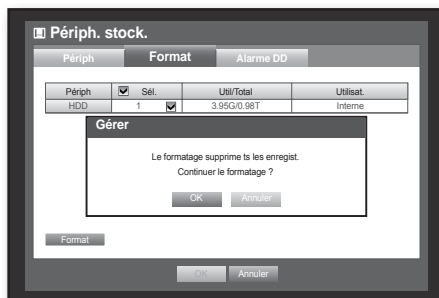 Périph. stock.
Périph Format Alarme DD
Périph Sél. Util/Total Utilisat.
HDD 1 3.95G/0.98T Interne
Gérer
Le formatage supprime ts les enregist.
Continuer le formatage ?
OK Annuler
Format
OK Annuler